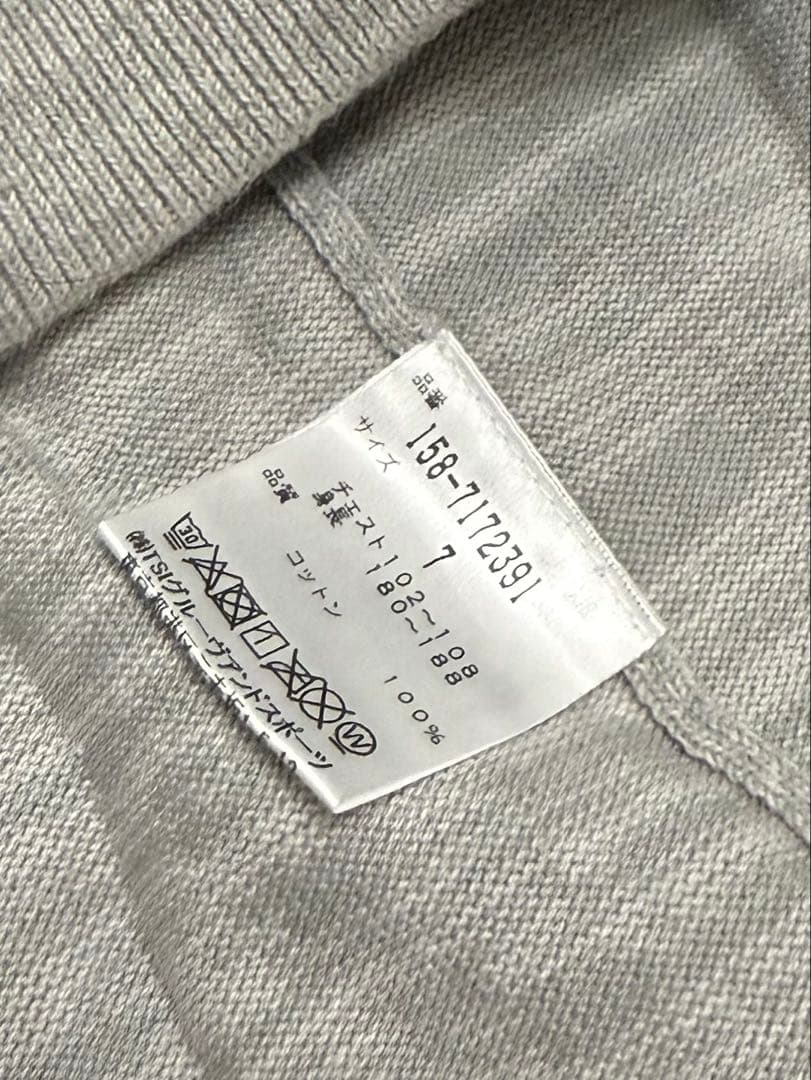 品番
158-7172391
サイズ 7
チェスト 102～108
身長 180～188
品質
コットン 100%
30
W
(株)TSIグルーヴアンドスポーツ